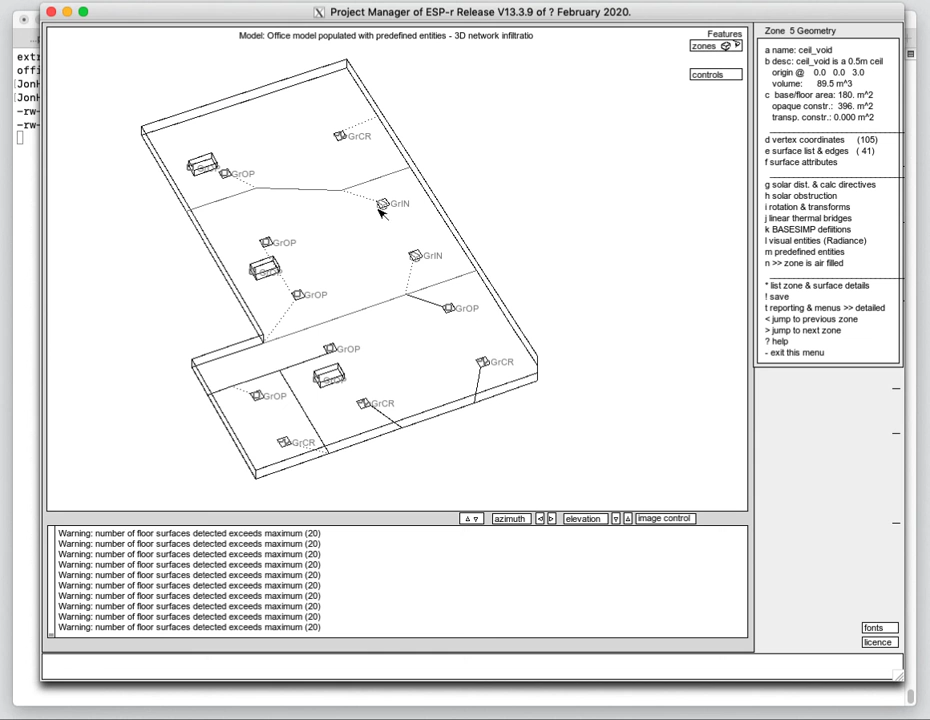 Project Manager of ESP-r Release V13.3.9 of ? February 2020.
extr
offi
JonH
JonH
-rw-
-rw-
Model: Office model populated with predefined entities - 3D network infiltratio
Features
zones
controls
GrCR
GrOP
GrIN
GrOP
GrIN
GrOP
GrOP
GrOP
GrCR
GrOP
GrCR
GrCR
azimuth
elevation
image control
Warning: number of floor surfaces detected exceeds maximum (20)
Warning: number of floor surfaces detected exceeds maximum (20)
Warning: number of floor surfaces detected exceeds maximum (20)
Warning: number of floor surfaces detected exceeds maximum (20)
Warning: number of floor surfaces detected exceeds maximum (20)
Warning: number of floor surfaces detected exceeds maximum (20)
Warning: number of floor surfaces detected exceeds maximum (20)
Warning: number of floor surfaces detected exceeds maximum (20)
Warning: number of floor surfaces detected exceeds maximum (20)
Warning: number of floor surfaces detected exceeds maximum (20)
Zone 5 Geometry
a name: ceil_void
b desc: ceil_void is a 0.5m ceil
origin @ 0.0 0.0 3.0
volume: 89.5 m^3
c base/floor area: 180. m^2
opaque constr.: 396. m^2
transp. constr.: 0.000 m^2
d vertex coordinates (105)
e surface list & edges ( 41)
f surface attributes
g solar dist. & calc directives
h solar obstruction
i rotation & transforms
j linear thermal bridges
k BASESIMP defiitions
l visual entities (Radiance)
m predefined entities
n >> zone is air filled
* list zone & surface details
! save
t reporting & menus >> detailed
< jump to previous zone
> jump to next zone
? help
- exit this menu
fonts
licence